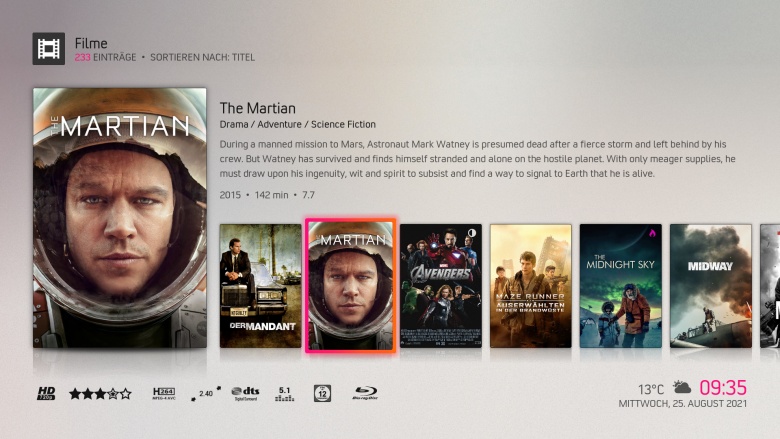 Filme
233 EINTRÄGE • SORTIEREN NACH: TITEL
THE MARTIAN
The Martian
Drama / Adventure / Science Fiction
During a manned mission to Mars, Astronaut Mark Watney is presumed dead after a fierce storm and left behind by his
crew. But Watney has survived and finds himself stranded and alone on the hostile planet. With only meager supplies, he
must draw upon his ingenuity, wit and spirit to subsist and find a way to signal to Earth that he is alive.
2015 • 142 min • 7.7
DERMANDANT
MARTIAN
MARVEL
AVENGERS
MAZE RUNNER
AUSERWÄHLTEN
IN DER BRANDWÜSTE
THE
MIDNIGHT SKY
MIDWAY
HD
720p
H264
MPEG-4 AVC
2.40
dts
Digital Surround
5.1
12
Blu-ray Disc
13°C
09:35
MITTWOCH, 25. AUGUST 2021